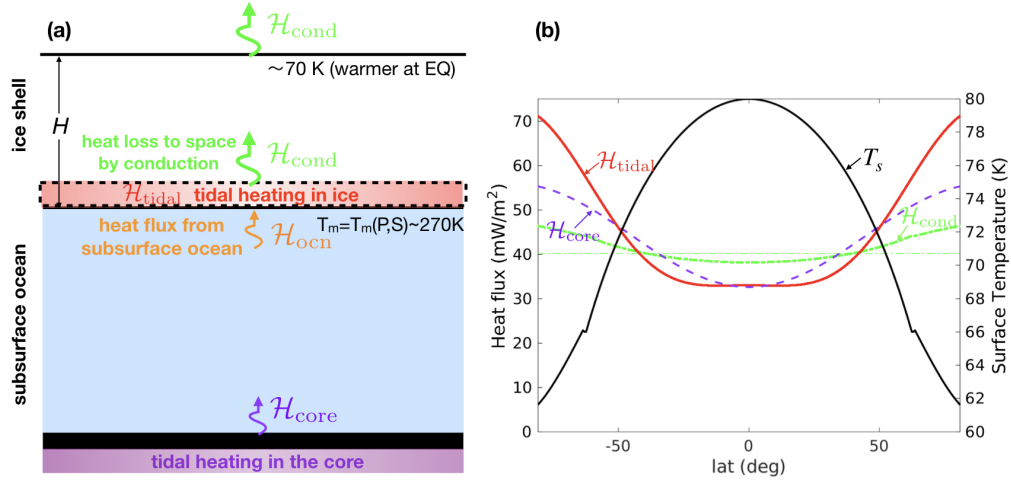 (a)
ℋcond
~70 K (warmer at EQ)
ice shell
H
heat loss to space
by conduction
ℋcond
ℋtidal tidal heating in ice
heat flux from
subsurface ocean
ℋocn
Tm=Tm(P,S)~270K
subsurface ocean
ℋcore
tidal heating in the core
(b)
Heat flux (mW/m²)
70
60
50
40
30
20
10
0
ℋtidal
Ts
ℋcore
ℋcond
80
78
76
74
72
70
68
66
64
62
60
Surface Temperature (K)
-50
0
50
lat (deg)